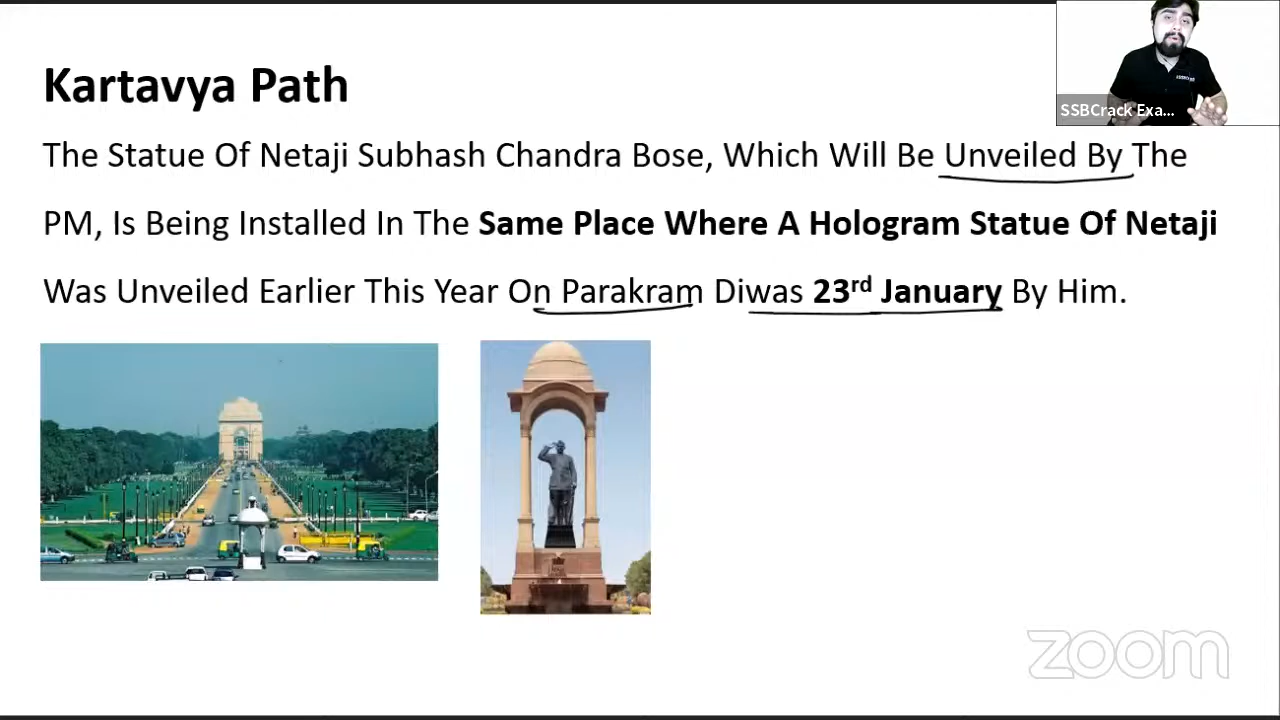 Kartavya Path
SSBCrack Exa...
The Statue Of Netaji Subhash Chandra Bose, Which Will Be Unveiled By The
PM, Is Being Installed In The Same Place Where A Hologram Statue Of Netaji
Was Unveiled Earlier This Year On Parakram Diwas 23rd January By Him.
zoom